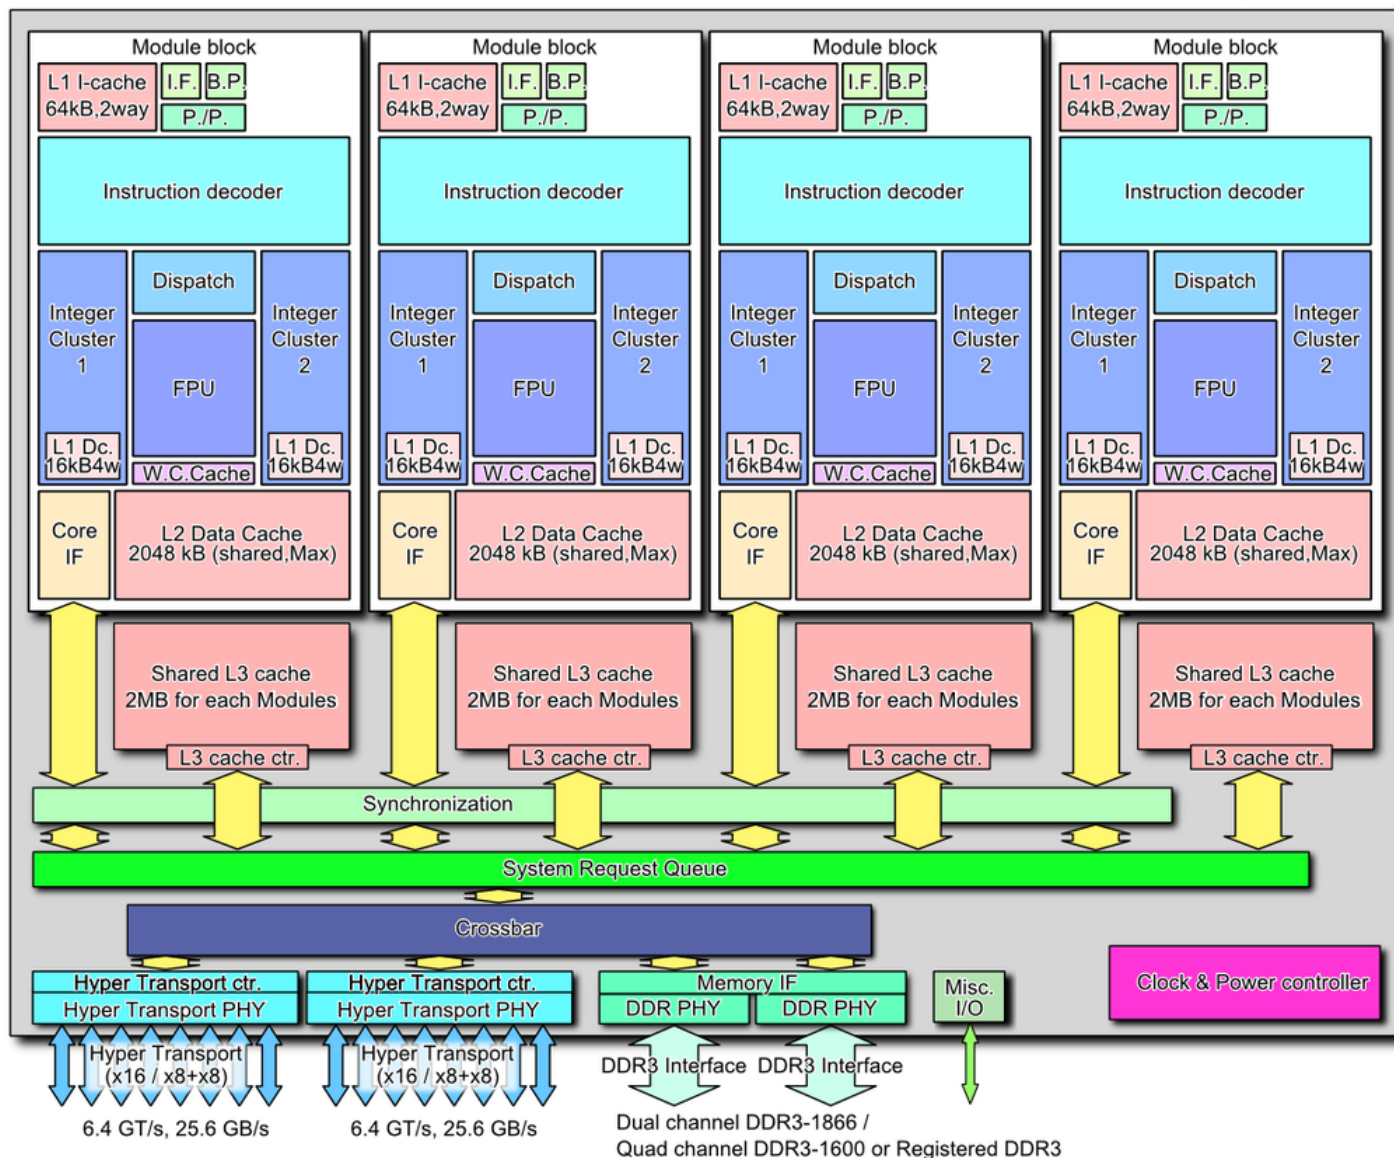 Module block
L1 I-cache
64kB,2way
I.F.
B.P.
P./P.
Instruction decoder
Integer
Cluster
1
Dispatch
FPU
Integer
Cluster
2
L1 Dc.
16kB4w
W.C.Cache
L1 Dc.
16kB4w
Core
IF
L2 Data Cache
2048 kB (shared,Max)
Module block
L1 I-cache
64kB,2way
I.F.
B.P.
P./P.
Instruction decoder
Integer
Cluster
1
Dispatch
FPU
Integer
Cluster
2
L1 Dc.
16kB4w
W.C.Cache
L1 Dc.
16kB4w
Core
IF
L2 Data Cache
2048 kB (shared,Max)
Module block
L1 I-cache
64kB,2way
I.F.
B.P.
P./P.
Instruction decoder
Integer
Cluster
1
Dispatch
FPU
Integer
Cluster
2
L1 Dc.
16kB4w
W.C.Cache
L1 Dc.
16kB4w
Core
IF
L2 Data Cache
2048 kB (shared,Max)
Module block
L1 I-cache
64kB,2way
I.F.
B.P.
P./P.
Instruction decoder
Integer
Cluster
1
Dispatch
FPU
Integer
Cluster
2
L1 Dc.
16kB4w
W.C.Cache
L1 Dc.
16kB4w
Core
IF
L2 Data Cache
2048 kB (shared,Max)
Shared L3 cache
2MB for each Modules
L3 cache ctr.
Shared L3 cache
2MB for each Modules
L3 cache ctr.
Shared L3 cache
2MB for each Modules
L3 cache ctr.
Shared L3 cache
2MB for each Modules
L3 cache ctr.
Synchronization
System Request Queue
Crossbar
Hyper Transport ctr.
Hyper Transport PHY
Hyper Transport ctr.
Hyper Transport PHY
Memory IF
DDR PHY
DDR PHY
Misc.
I/O
Clock & Power controller
Hyper Transport
(x16 / x8+x8)
Hyper Transport
(x16 / x8+x8)
DDR3 Interface
DDR3 Interface
6.4 GT/s, 25.6 GB/s
6.4 GT/s, 25.6 GB/s
Dual channel DDR3-1866 /
Quad channel DDR3-1600 or Registered DDR3